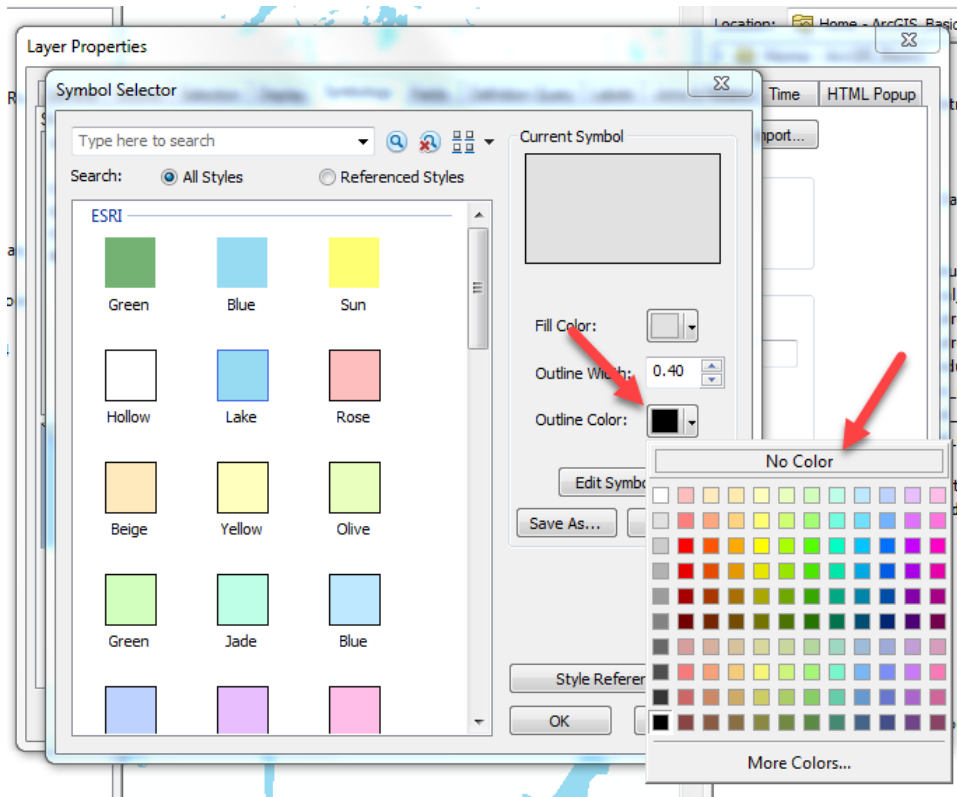 Location: Home - ArcGIS_Basic
Layer Properties
Symbol Selector
Time HTML Popup
Type here to search
Current Symbol
Search: All Styles Referenced Styles
ESRI
Green Blue Sun
Fill Color:
Outline Width: 0.40
Hollow Lake Rose
Outline Color:
No Color
Edit Symbo
Beige Yellow Olive
Save As...
Green Jade Blue
Style Referen
OK
More Colors...